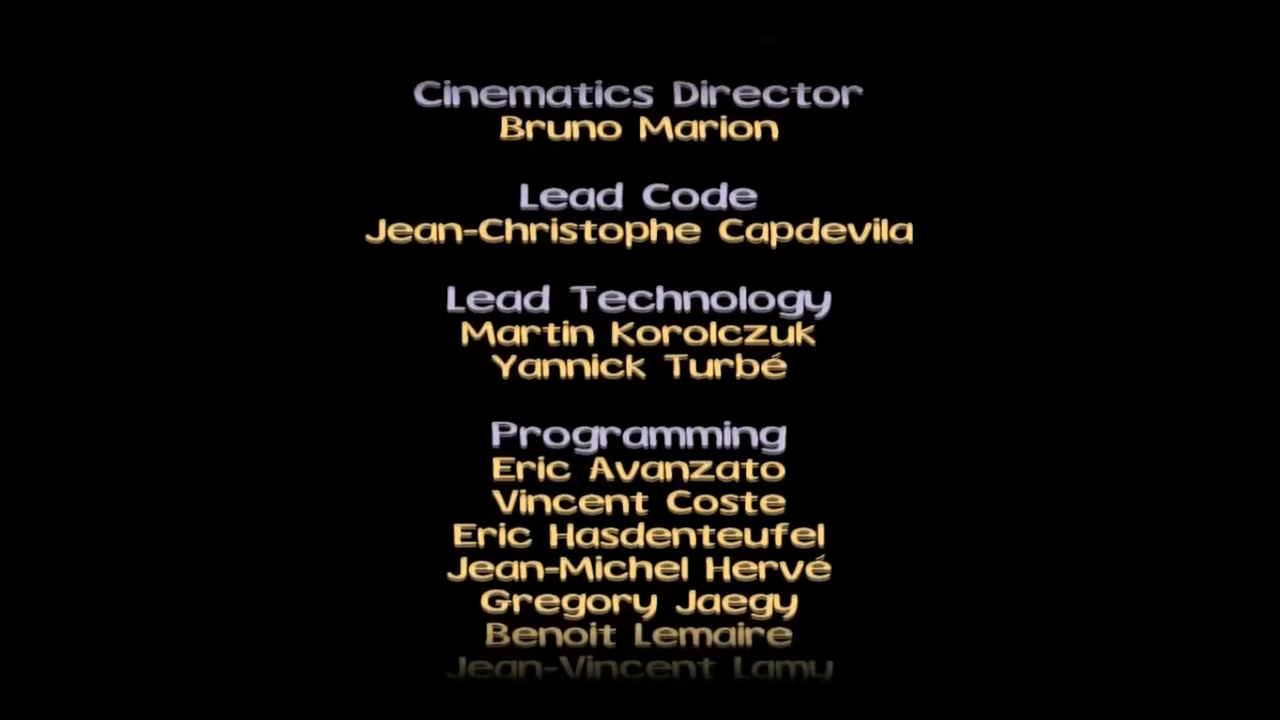 Cinematics Director
Bruno Marion
Lead Code
Jean-Christophe Capdevila
Lead Technology
Martin Korolczuk
Yannick Turbé
Programming
Eric Avanzato
Vincent Coste
Eric Hasdenteufel
Jean-Michel Hervé
Gregory Jaegy
Benoit Lemaire
Jean-Vincent Lamy